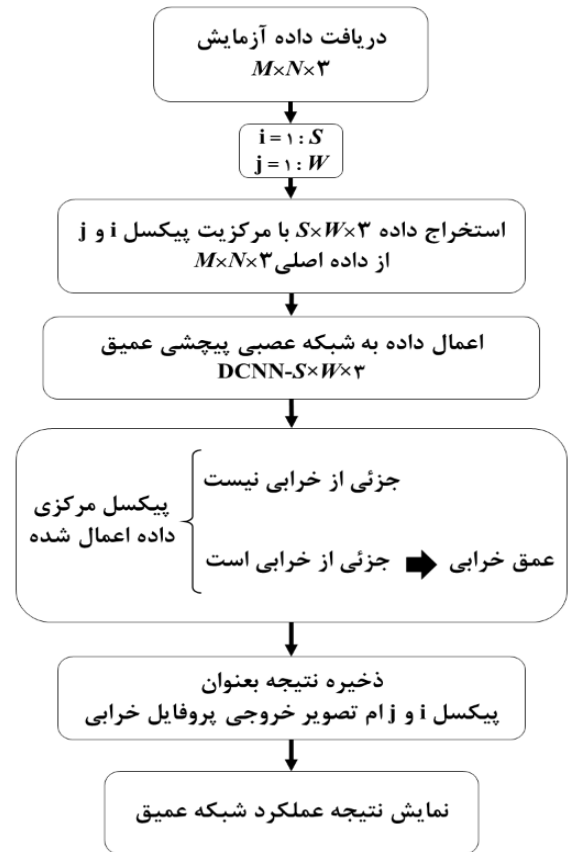 دریافت داده آزمایش
M×N×۳
i = ۱ : S
j = ۱ : W
استخراج داده S×W×۳ با مرکزیت پیکسل i و j
از داده اصلی M×N×۳
اعمال داده به شبکه عصبی پیچشی عمیق
DCNN-S×W×۳
جزئی از خرابی نیست
پیکسل مرکزی
داده اعمال شده
جزئی از خرابی است
عمق خرابی
ذخیره نتیجه بعنوان
پیکسل i و j ام تصویر خروجی پروفایل خرابی
نمایش نتیجه عملکرد شبکه عمیق